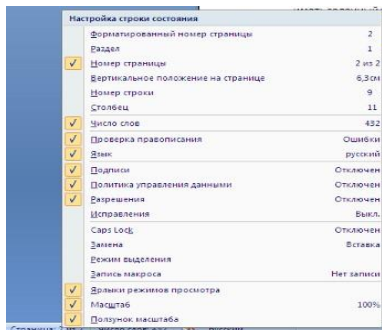 Настройка строки состояния
Форматированный номер страницы 2
Раздел 1
Номер страницы 2 из 2
Вертикальное положение на странице 6,3см
Номер строки 9
Столбец 11
Число слов 432
Проверка правописания Ошибки
Язык русский
Подписи Отключен
Политика управления данными Отключен
Разрешения Отключен
Исправления Выкл.
Caps Lock Отключен
Замена Вставка
Режим выделения
Запись макроса Нет записи
Ярлыки режимов просмотра
Масштаб 100%
Ползунок масштаба